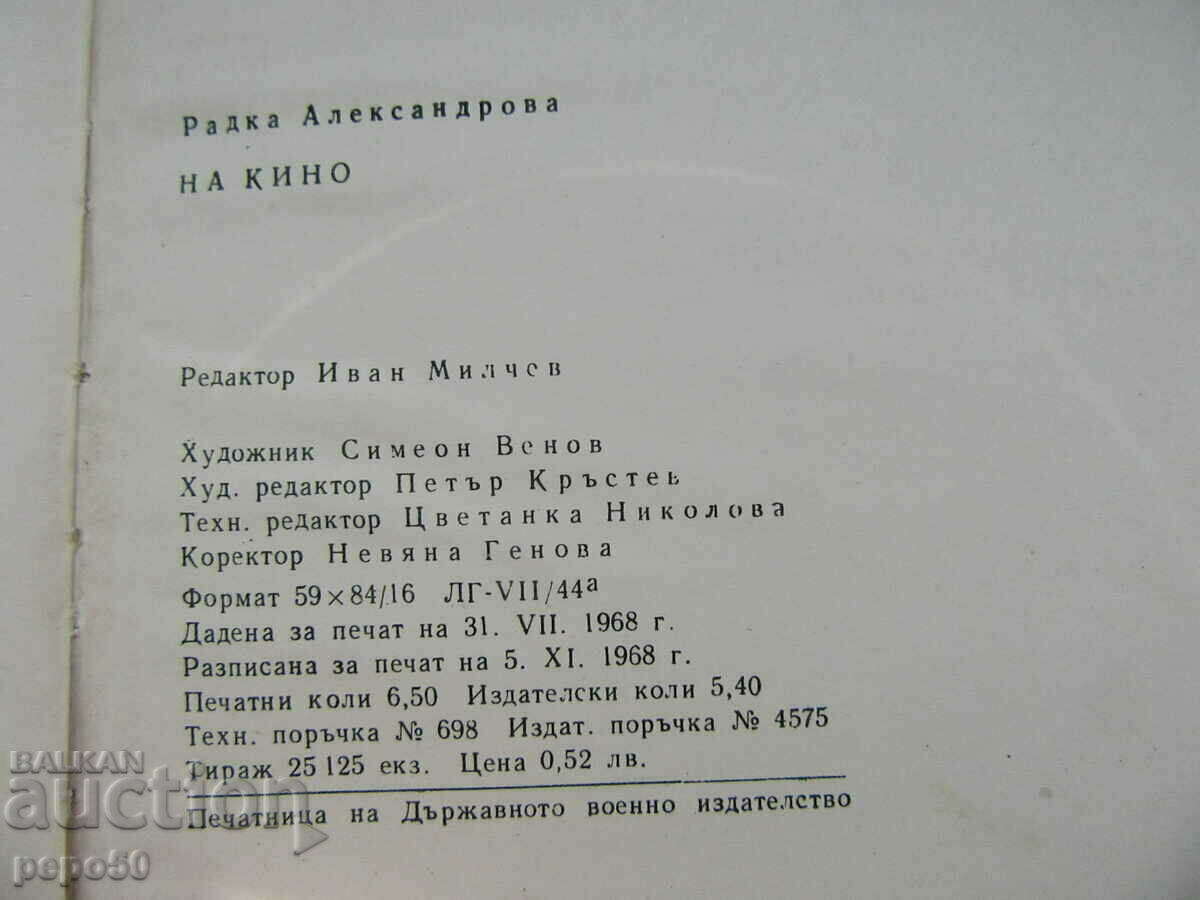 Радка Александрова
НА КИНО
Редактор Иван Милчев
Художник Симеон Венов
Худ. редактор Петър Кръстев
Техн. редактор Цветанка Николова
Коректор Невяна Генова
Формат 59×84/16 ЛГ-VII/44а
Дадена за печат на 31. VII. 1968 г.
Разписана за печат на 5. XI. 1968 г.
Печатни коли 6,50 Издателски коли 5,40
Техн. поръчка № 698 Издат. поръчка № 4575
Тираж 25 125 екз. Цена 0,52 лв.
Печатница на Държавното военно издателство
BALKAN
auction
pepo50